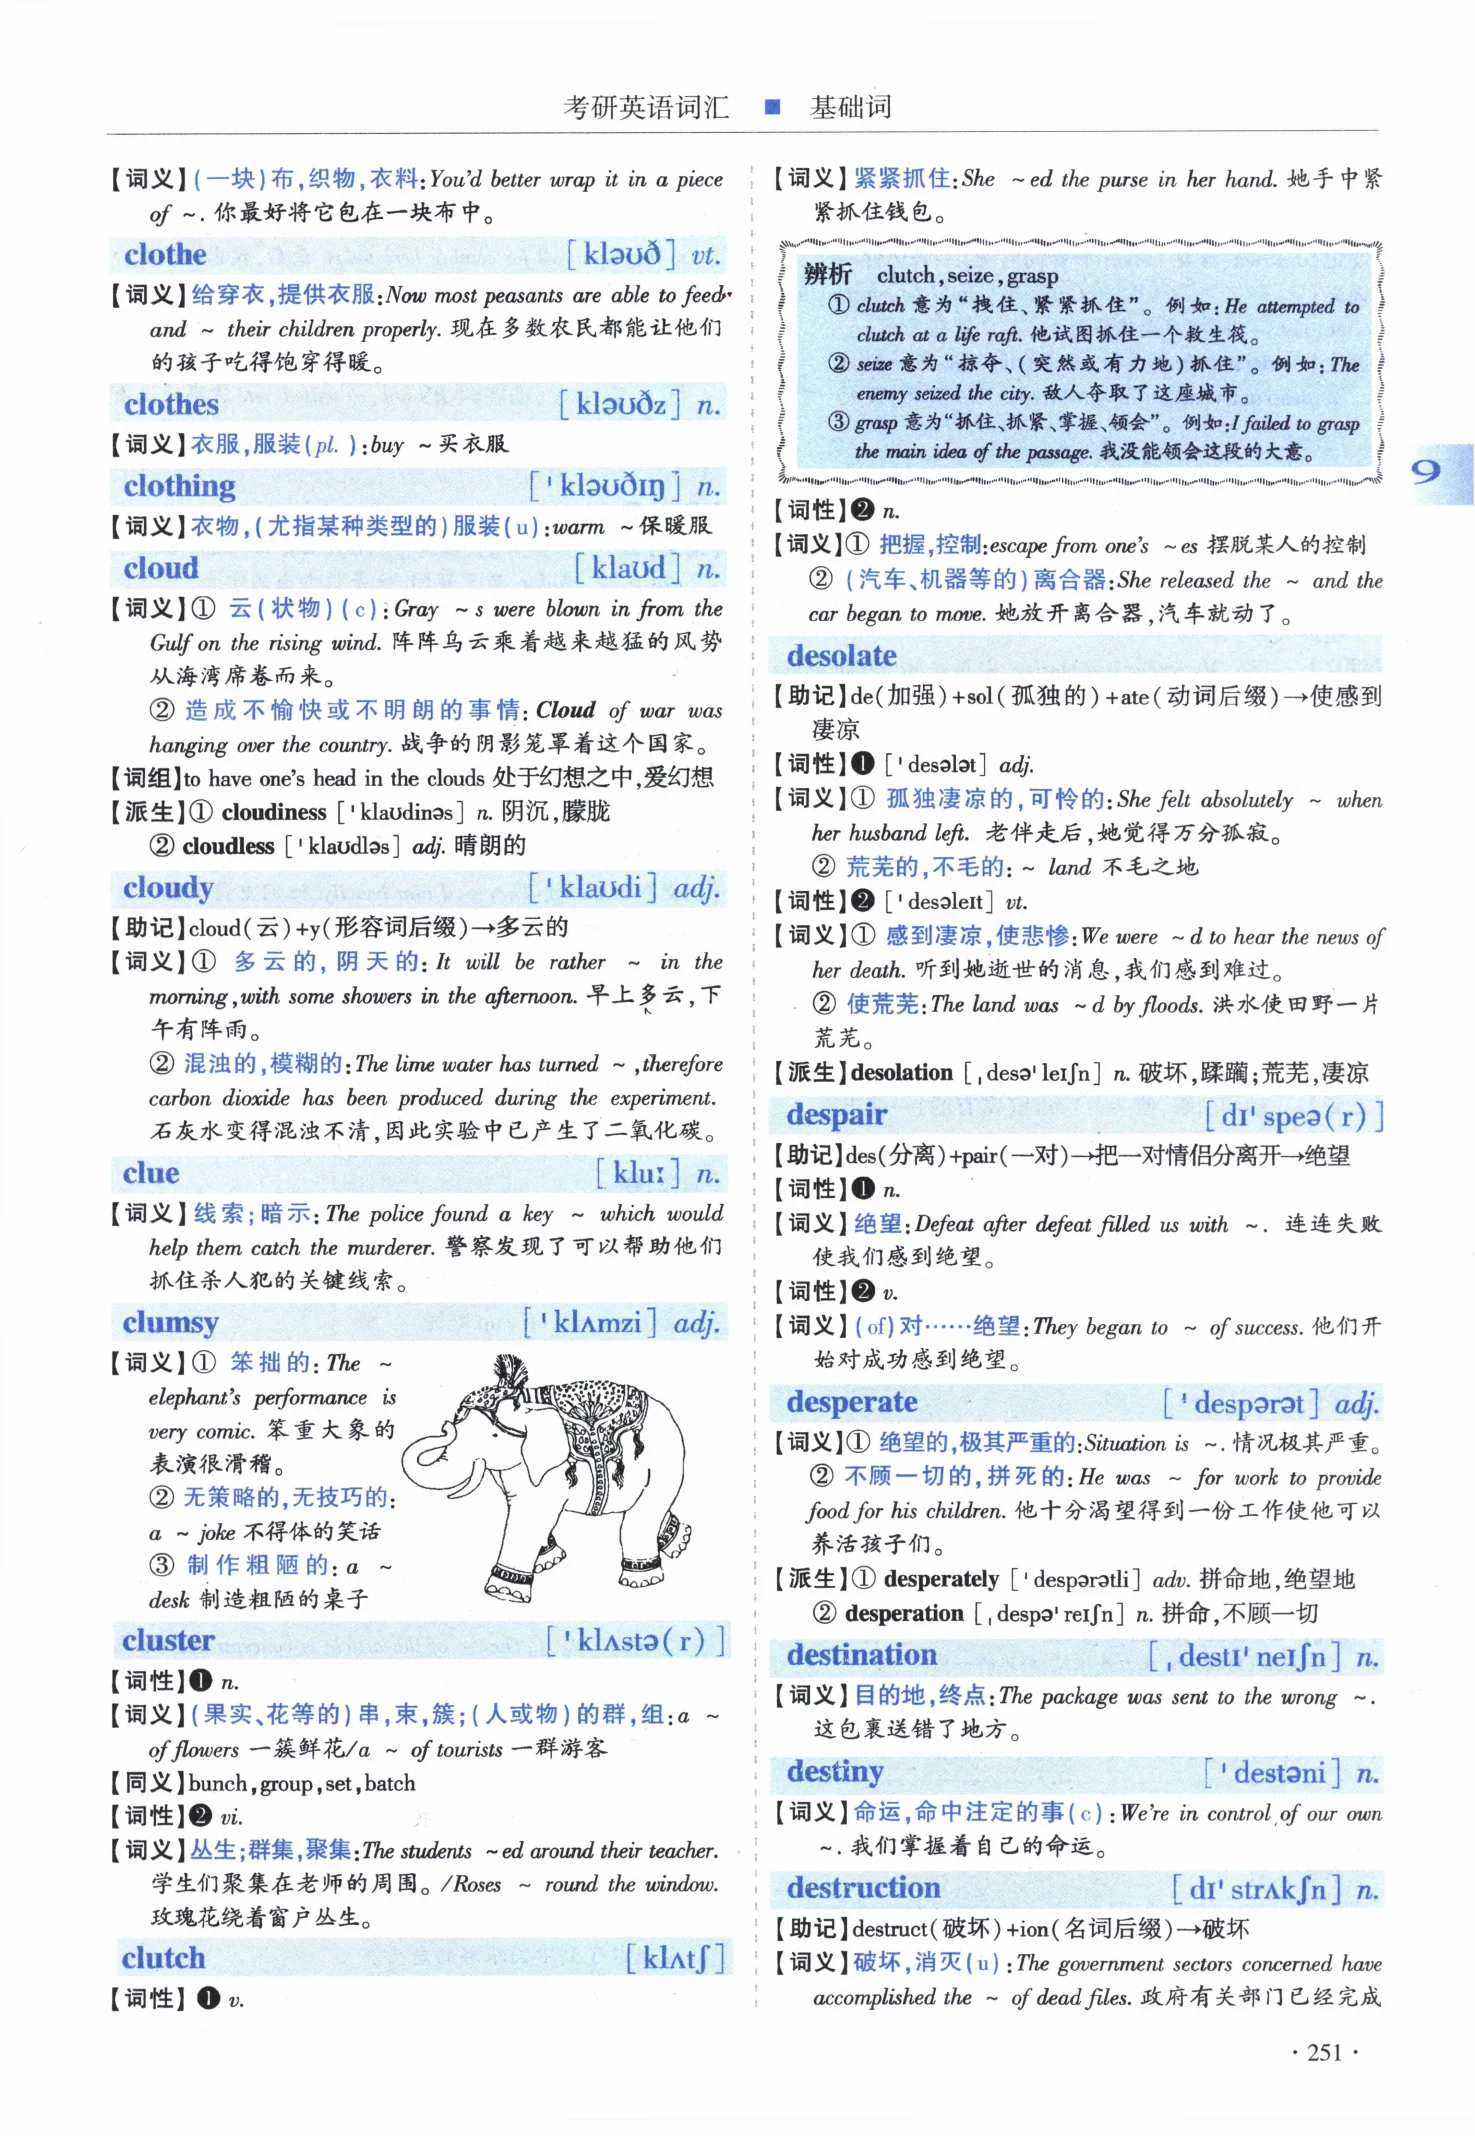 考研英语词汇 ■ 基础词
【词义】(一块)布,织物,衣料:You'd better wrap it in a piece
of ~. 你最好将它包在一块布中。
clothe [kləʊð] vt.
【词义】给穿衣,提供衣服:Now most peasants are able to feed
and ~ their children properly. 现在多数农民都能让他们
的孩子吃得饱穿得暖。
clothes [kləʊðz] n.
【词义】衣服,服装(pl. ):buy ~买衣服
clothing [ˈkləʊðɪŋ] n.
【词义】衣物,(尤指某种类型的)服装(u):warm ~保暖服
cloud [klaʊd] n.
【词义】① 云(状物)(c):Gray ~s were blown in from the
Gulf on the rising wind. 阵阵乌云乘着越来越猛的风势
从海湾席卷而来。
② 造成不愉快或不明朗的事情: Cloud of war was
hanging over the country. 战争的阴影笼罩着这个国家。
【词组】to have one's head in the clouds 处于幻想之中,爱幻想
【派生】① cloudiness [ˈklaʊdinəs] n. 阴沉,朦胧
② cloudless [ˈklaʊdləs] adj. 晴朗的
cloudy [ˈklaʊdi] adj.
【助记】cloud(云)+y(形容词后缀)→多云的
【词义】① 多云的, 阴天的: It will be rather ~ in the
morning,with some showers in the afternoon. 早上多云,下
午有阵雨。
② 混浊的,模糊的:The lime water has turned ~ ,therefore
carbon dioxide has been produced during the experiment.
石灰水变得混浊不清,因此实验中已产生了二氧化碳。
clue [kluː] n.
【词义】线索;暗示: The police found a key ~ which would
help them catch the murderer. 警察发现了可以帮助他们
抓住杀人犯的关键线索。
clumsy [ˈklʌmzi] adj.
【词义】① 笨拙的: The ~
elephant's performance is
very comic. 笨重大象的
表演很滑稽。
② 无策略的,无技巧的:
a ~ joke 不得体的笑话
③ 制作粗陋的: a ~
desk 制造粗陋的桌子
cluster [ˈklʌstə(r)]
【词性】❶ n.
【词义】(果实、花等的)串,束,簇;(人或物)的群,组:a ~
of flowers 一簇鲜花/a ~ of tourists 一群游客
【同义】bunch,group,set,batch
【词性】❷ vi.
【词义】丛生;群集,聚集:The students ~ed around their teacher.
学生们聚集在老师的周围。/Roses ~ round the window.
玫瑰花绕着窗户丛生。
clutch [klʌtʃ]
【词性】❶ v.
【词义】紧紧抓住:She ~ed the purse in her hand. 她手中紧
紧抓住钱包。
辨析 clutch,seize,grasp
① clutch 意为“拽住、紧紧抓住”。例如:He attempted to
clutch at a life raft. 他试图抓住一个救生筏。
② seize 意为“掠夺、(突然或有力地)抓住”。例如:The
enemy seized the city. 敌人夺取了这座城市。
③ grasp 意为“抓住、抓紧、掌握、领会”。例如:I failed to grasp
the main idea of the passage. 我没能领会这段的大意。
9
【词性】❷ n.
【词义】① 把握,控制:escape from one's ~es 摆脱某人的控制
② (汽车、机器等的)离合器:She released the ~ and the
car began to move. 她放开离合器,汽车就动了。
desolate
【助记】de(加强)+sol(孤独的)+ate(动词后缀)→使感到
凄凉
【词性】❶ [ˈdesələt] adj.
【词义】① 孤独凄凉的,可怜的:She felt absolutely ~ when
her husband left. 老伴走后,她觉得万分孤寂。
② 荒芜的,不毛的: ~ land 不毛之地
【词性】❷ [ˈdesəleɪt] vt.
【词义】① 感到凄凉,使悲惨:We were ~d to hear the news of
her death. 听到她逝世的消息,我们感到难过。
② 使荒芜:The land was ~d by floods. 洪水使田野一片
荒芜。
【派生】desolation [ˌdesəˈleɪʃn] n. 破坏,蹂躏;荒芜,凄凉
despair [dɪˈspeə(r)]
【助记】des(分离)+pair(一对)→把一对情侣分离开→绝望
【词性】❶ n.
【词义】绝望:Defeat after defeat filled us with ~. 连连失败
使我们感到绝望。
【词性】❷ v.
【词义】(of)对……绝望:They began to ~ of success. 他们开
始对成功感到绝望。
desperate [ˈdespərət] adj.
【词义】① 绝望的,极其严重的:Situation is ~. 情况极其严重。
② 不顾一切的,拼死的: He was ~ for work to provide
food for his children. 他十分渴望得到一份工作使他可以
养活孩子们。
【派生】① desperately [ˈdespərətli] adv. 拼命地,绝望地
② desperation [ˌdespəˈreɪʃn] n. 拼命,不顾一切
destination [ˌdestɪˈneɪʃn] n.
【词义】目的地,终点:The package was sent to the wrong ~.
这包裹送错了地方。
destiny [ˈdestəni] n.
【词义】命运,命中注定的事(c):We're in control of our own
~. 我们掌握着自己的命运。
destruction [dɪˈstrʌkʃn] n.
【助记】destruct(破坏)+ion(名词后缀)→破坏
【词义】破坏,消灭(u):The government sectors concerned have
accomplished the ~ of dead files. 政府有关部门已经完成
·251·